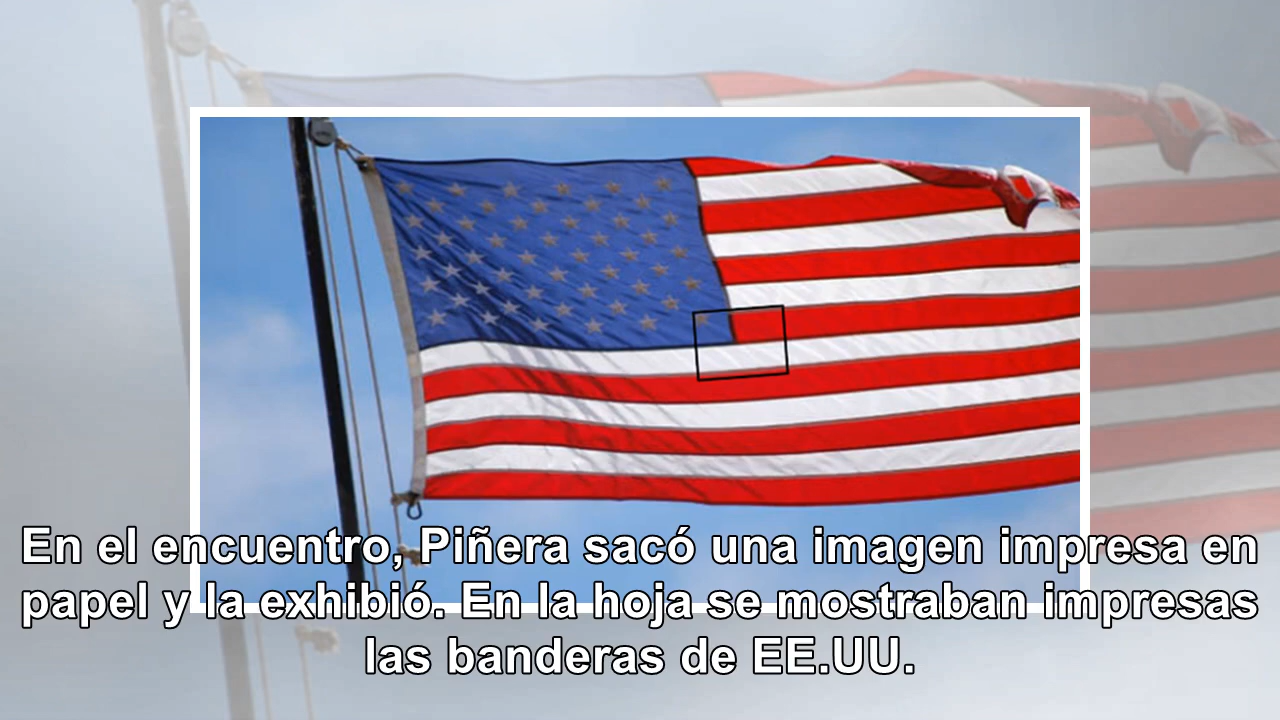 En el encuentro, Piñera sacó una imagen impresa en
papel y la exhibió. En la hoja se mostraban impresas
las banderas de EE.UU.